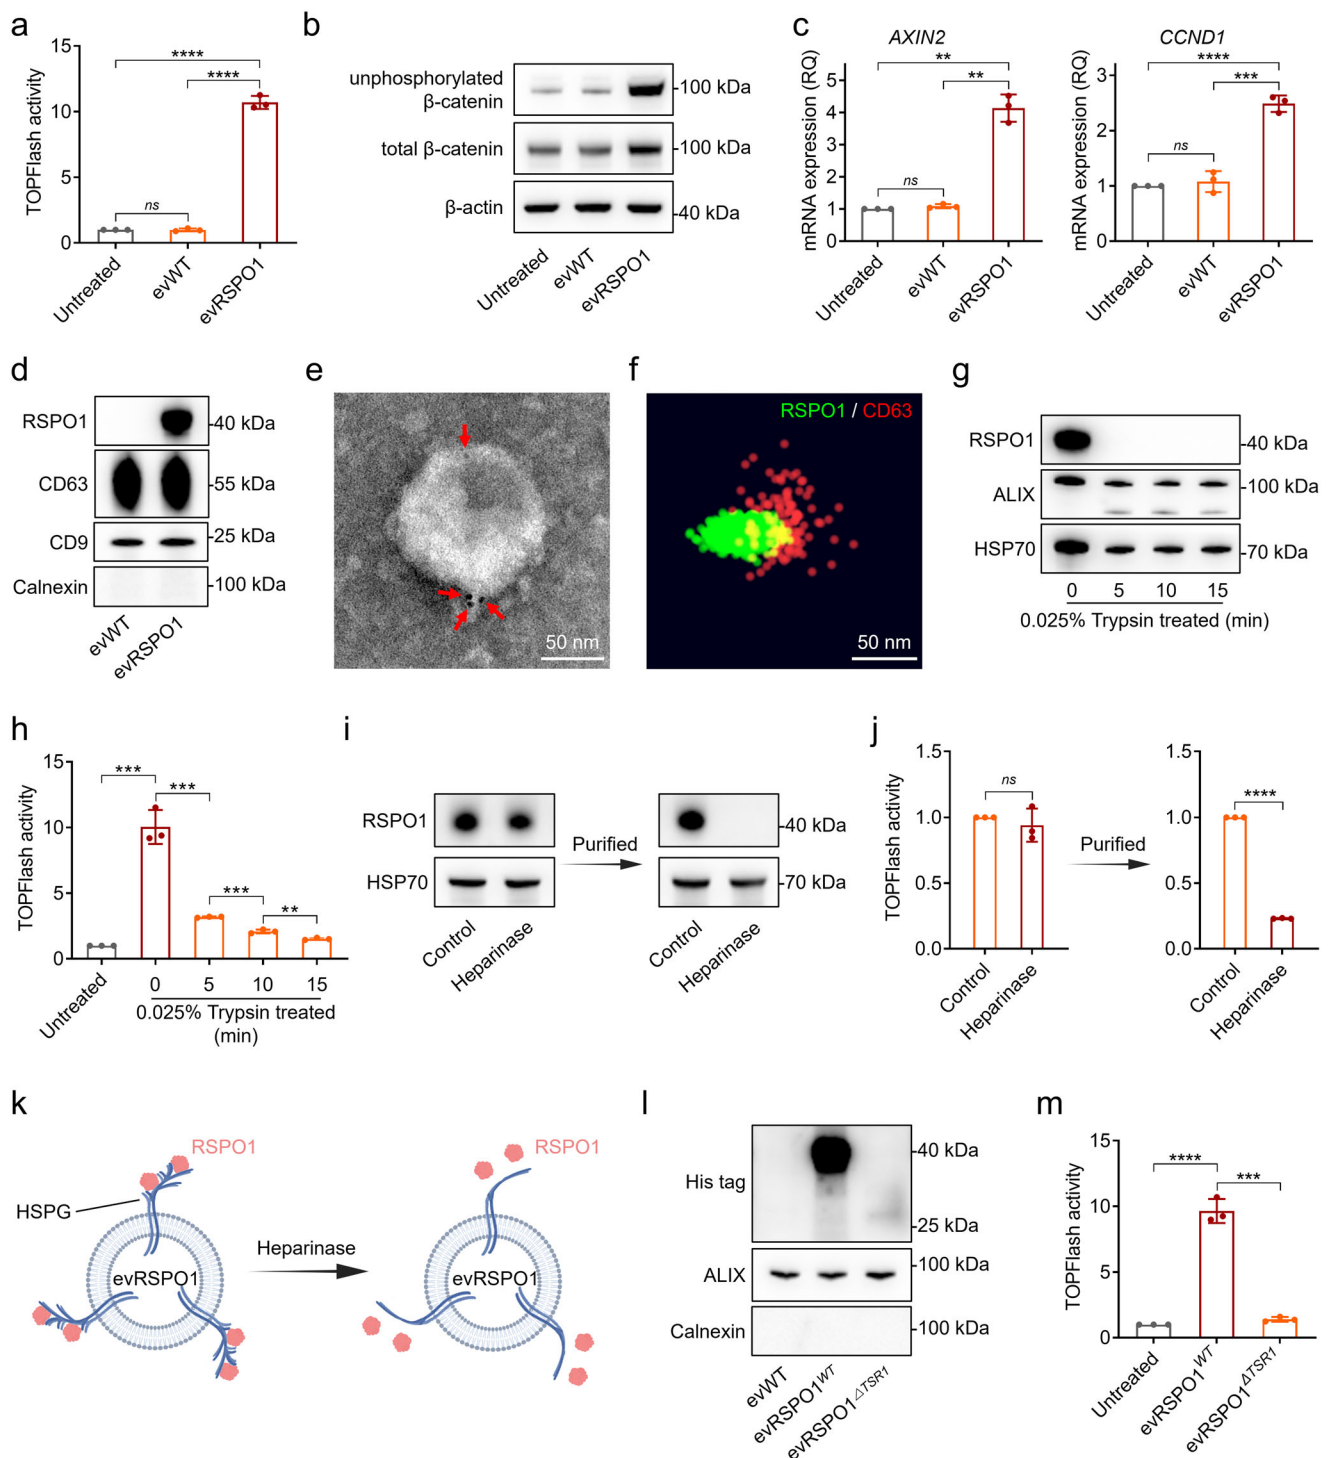 a
TOPFlash activity
15
10
5
0
****
****
ns
Untreated
evWT
evRSPO1
b
unphosphorylated
β-catenin
100 kDa
total β-catenin
100 kDa
β-actin
40 kDa
Untreated
evWT
evRSPO1
c
AXIN2
mRNA expression (RQ)
5
4
3
2
1
0
**
**
ns
Untreated
evWT
evRSPO1
CCND1
mRNA expression (RQ)
3
2
1
0
****
***
ns
Untreated
evWT
evRSPO1
d
RSPO1
40 kDa
CD63
55 kDa
CD9
25 kDa
Calnexin
100 kDa
evWT
evRSPO1
e
50 nm
f
RSPO1 / CD63
50 nm
g
RSPO1
40 kDa
ALIX
100 kDa
HSP70
70 kDa
0 5 10 15
0.025% Trypsin treated (min)
h
TOPFlash activity
15
10
5
0
***
***
***
**
Untreated
0 5 10 15
0.025% Trypsin treated
(min)
i
RSPO1
HSP70
Control
Heparinase
Purified
40 kDa
70 kDa
Control
Heparinase
j
TOPFlash activity
1.5
1.0
0.5
0.0
ns
Control
Heparinase
Purified
1.5
1.0
0.5
0.0
****
Control
Heparinase
k
RSPO1
HSPG
evRSPO1
Heparinase
RSPO1
evRSPO1
l
His tag
40 kDa
25 kDa
ALIX
100 kDa
Calnexin
100 kDa
evWT
evRSPO1WT
evRSPO1ΔTSR1
m
TOPFlash activity
15
10
5
0
****
***
Untreated
evRSPO1WT
evRSPO1ΔTSR1